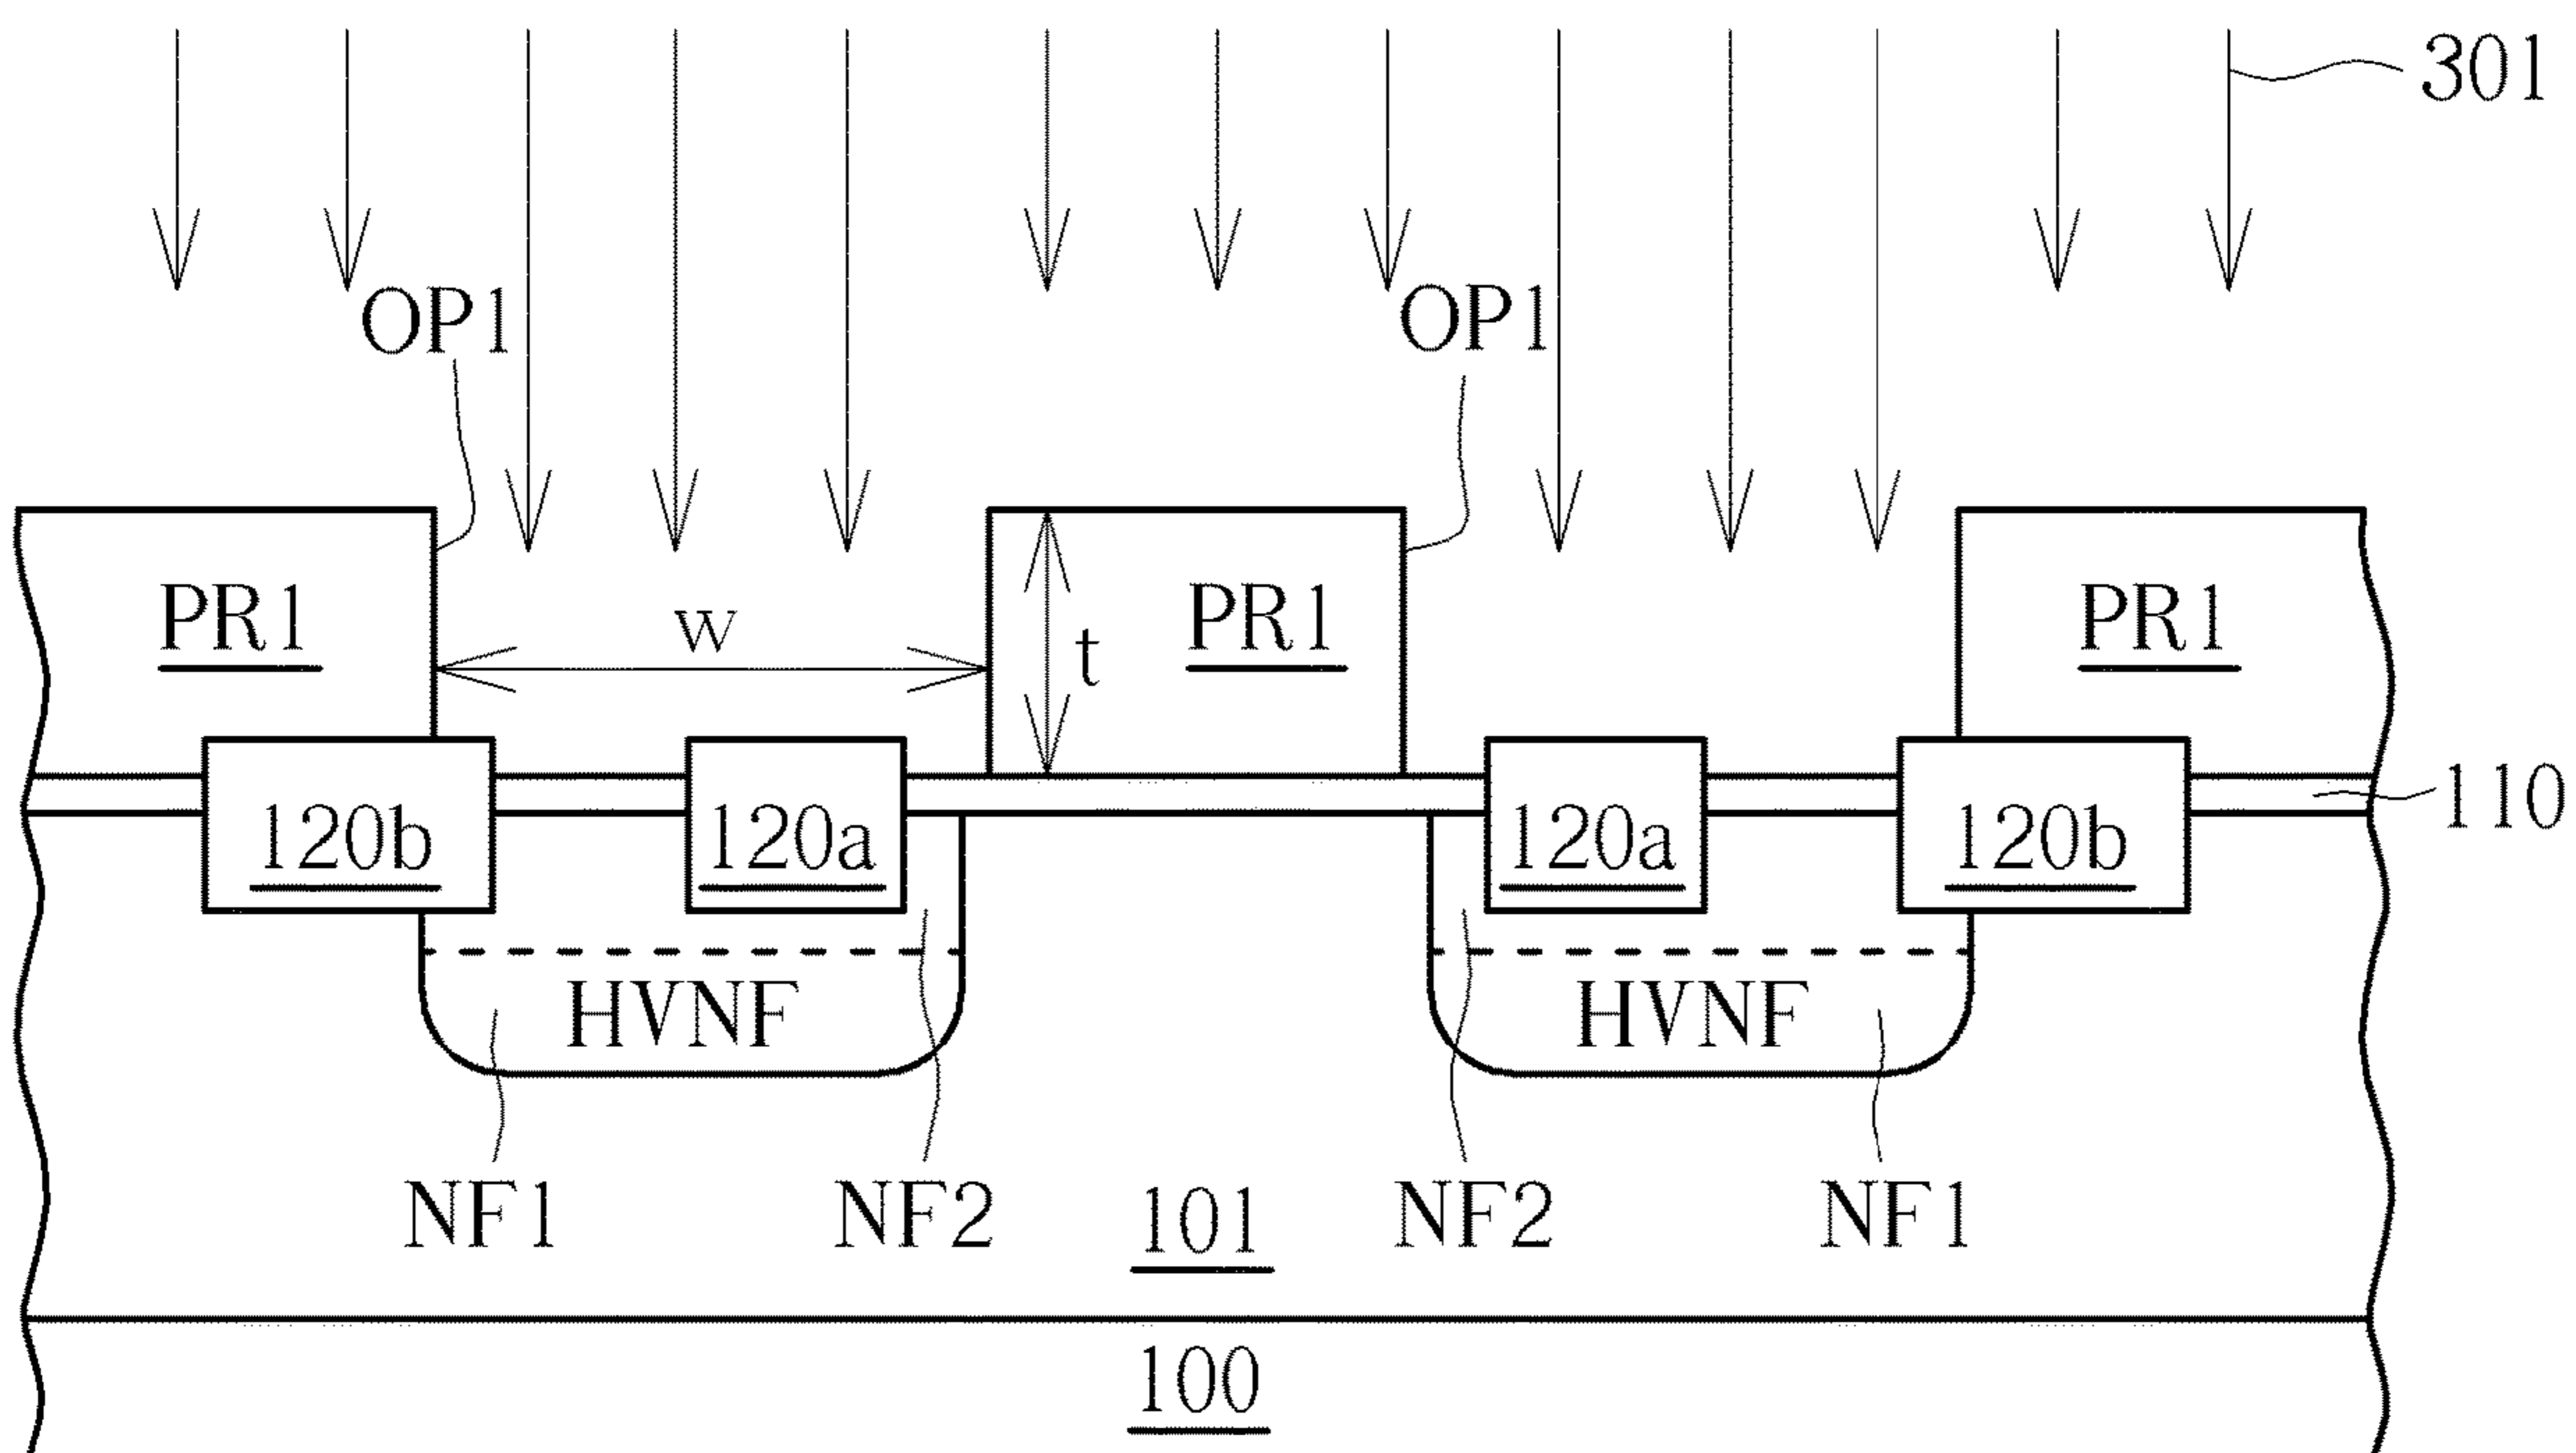 301
OP1 OP1
PR1 w t PR1 PR1
110
120b 120a 120a 120b
HVNF HVNF
NF1 NF2 101 NF2 NF1
100